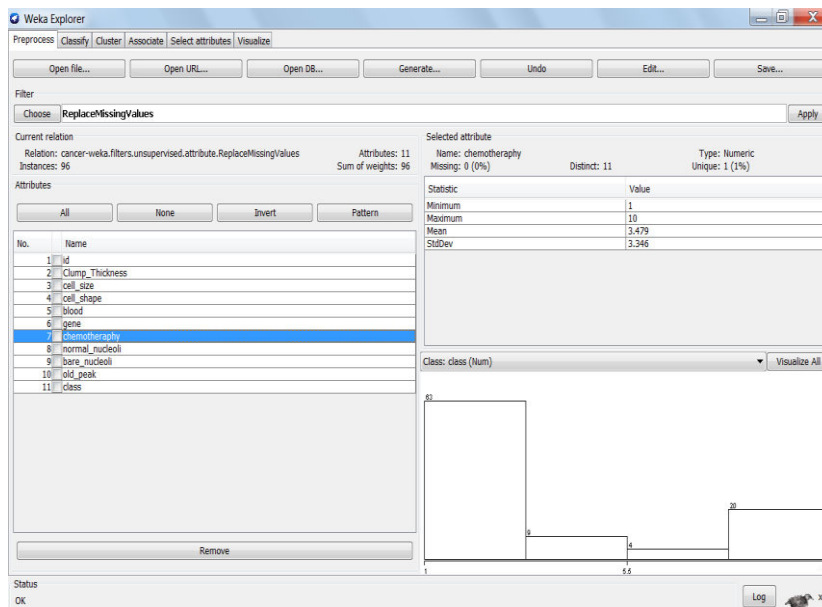 Weka Explorer
Preprocess Classify Cluster Associate Select attributes Visualize
Open file... Open URL... Open DB... Generate... Undo Edit... Save...
Filter
Choose ReplaceMissingValues Apply
Current relation
Relation: cancer-weka.filters.unsupervised.attribute.ReplaceMissingValues Attributes: 11
Instances: 96 Sum of weights: 96
Attributes
All None Invert Pattern
No. Name
1 id
2 Clump_Thickness
3 cell_size
4 cell_shape
5 blood
6 gene
7 chemotheraphy
8 normal_nucleoli
9 bare_nucleoli
10 old_peak
11 class
Remove
Selected attribute
Name: chemotheraphy Type: Numeric
Missing: 0 (0%) Distinct: 11 Unique: 1 (1%)
Statistic Value
Minimum 1
Maximum 10
Mean 3.479
StdDev 3.346
Class: class (Num) Visualize All
63
9
4
20
1 5.5
Status
OK
Log x